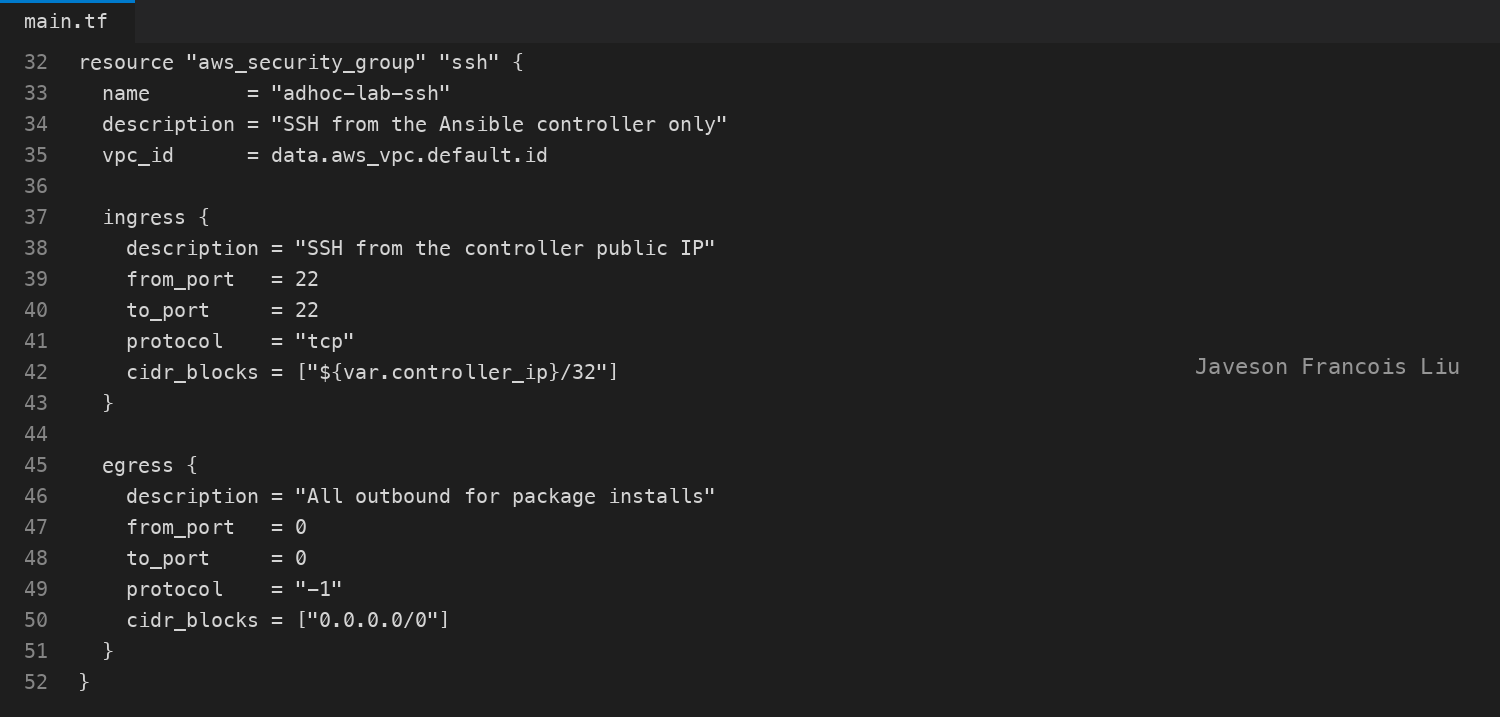 main.tf
32 resource "aws_security_group" "ssh" {
33   name        = "adhoc-lab-ssh"
34   description = "SSH from the Ansible controller only"
35   vpc_id      = data.aws_vpc.default.id
36
37   ingress {
38     description = "SSH from the controller public IP"
39     from_port   = 22
40     to_port     = 22
41     protocol    = "tcp"
42     cidr_blocks = ["${var.controller_ip}/32"]
Javeson Francois Liu
43   }
44
45   egress {
46     description = "All outbound for package installs"
47     from_port   = 0
48     to_port     = 0
49     protocol    = "-1"
50     cidr_blocks = ["0.0.0.0/0"]
51   }
52 }